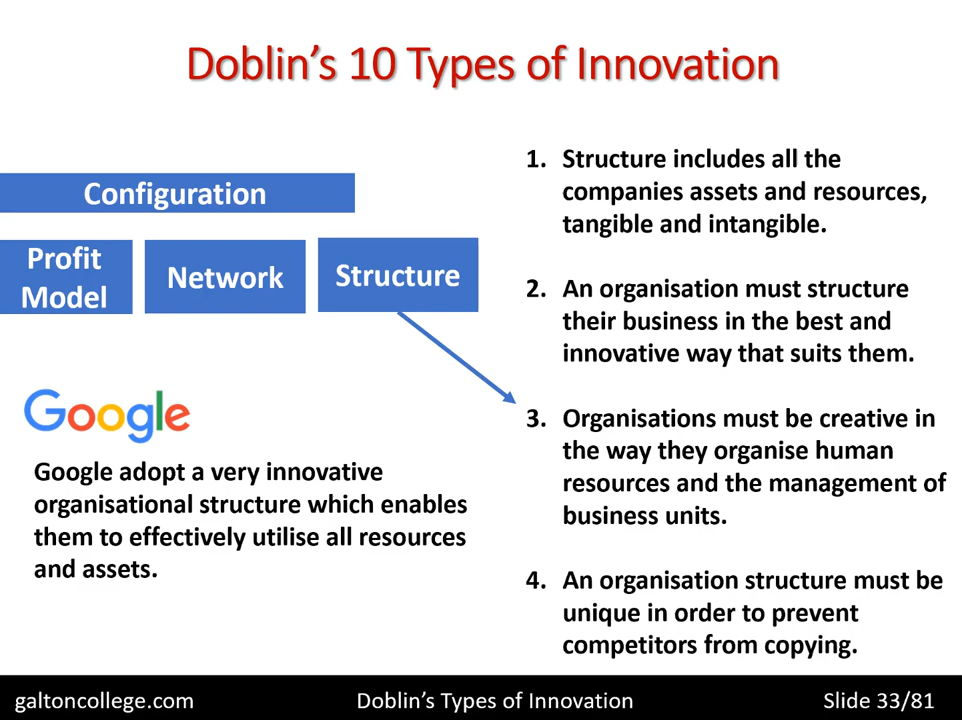 Doblin's 10 Types of Innovation
Configuration
Profit
Model
Network
Structure
Google
Google adopt a very innovative
organisational structure which enables
them to effectively utilise all resources
and assets.
1. Structure includes all the
companies assets and resources,
tangible and intangible.
2. An organisation must structure
their business in the best and
innovative way that suits them.
3. Organisations must be creative in
the way they organise human
resources and the management of
business units.
4. An organisation structure must be
unique in order to prevent
competitors from copying.
galtoncollege.com
Doblin's Types of Innovation
Slide 33/81